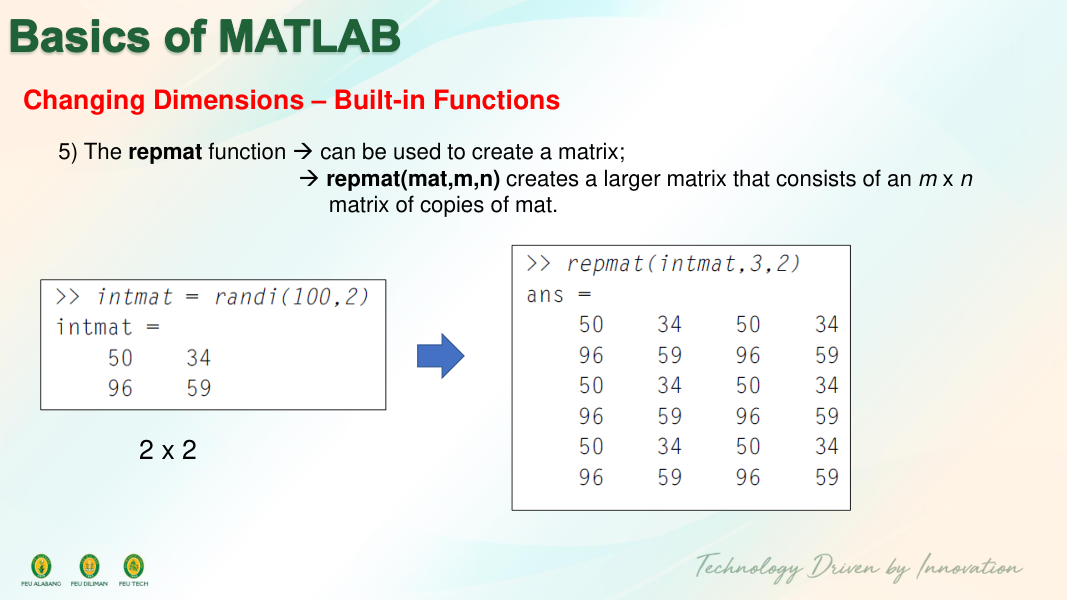 Basics of MATLAB
Changing Dimensions – Built-in Functions
5) The repmat function → can be used to create a matrix;
→ repmat(mat,m,n) creates a larger matrix that consists of an m x n
matrix of copies of mat.
>> intmat = randi(100,2)
intmat =
50 34
96 59
2 x 2
>> repmat(intmat,3,2)
ans =
50 34 50 34
96 59 96 59
50 34 50 34
96 59 96 59
50 34 50 34
96 59 96 59
FEU ALABANG FEU DILIMAN FEU TECH
Technology Driven by Innovation